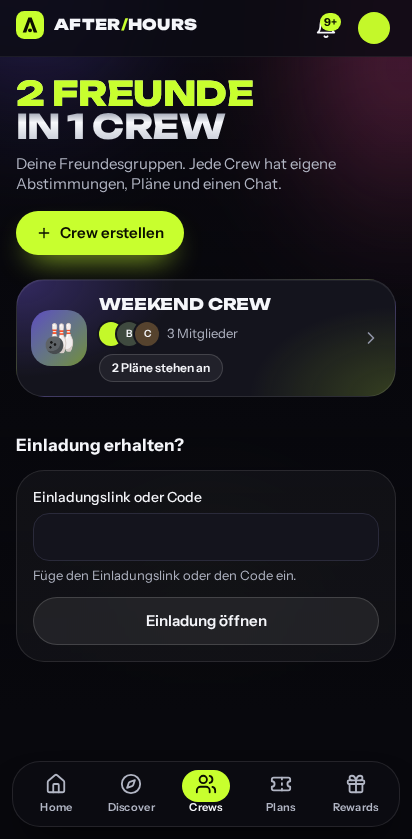 AFTER/HOURS
9+
2 FREUNDE
IN 1 CREW
Deine Freundesgruppen. Jede Crew hat eigene
Abstimmungen, Pläne und einen Chat.
+ Crew erstellen
WEEKEND CREW
B C 3 Mitglieder
2 Pläne stehen an
Einladung erhalten?
Einladungslink oder Code
Füge den Einladungslink oder den Code ein.
Einladung öffnen
Home Discover Crews Plans Rewards